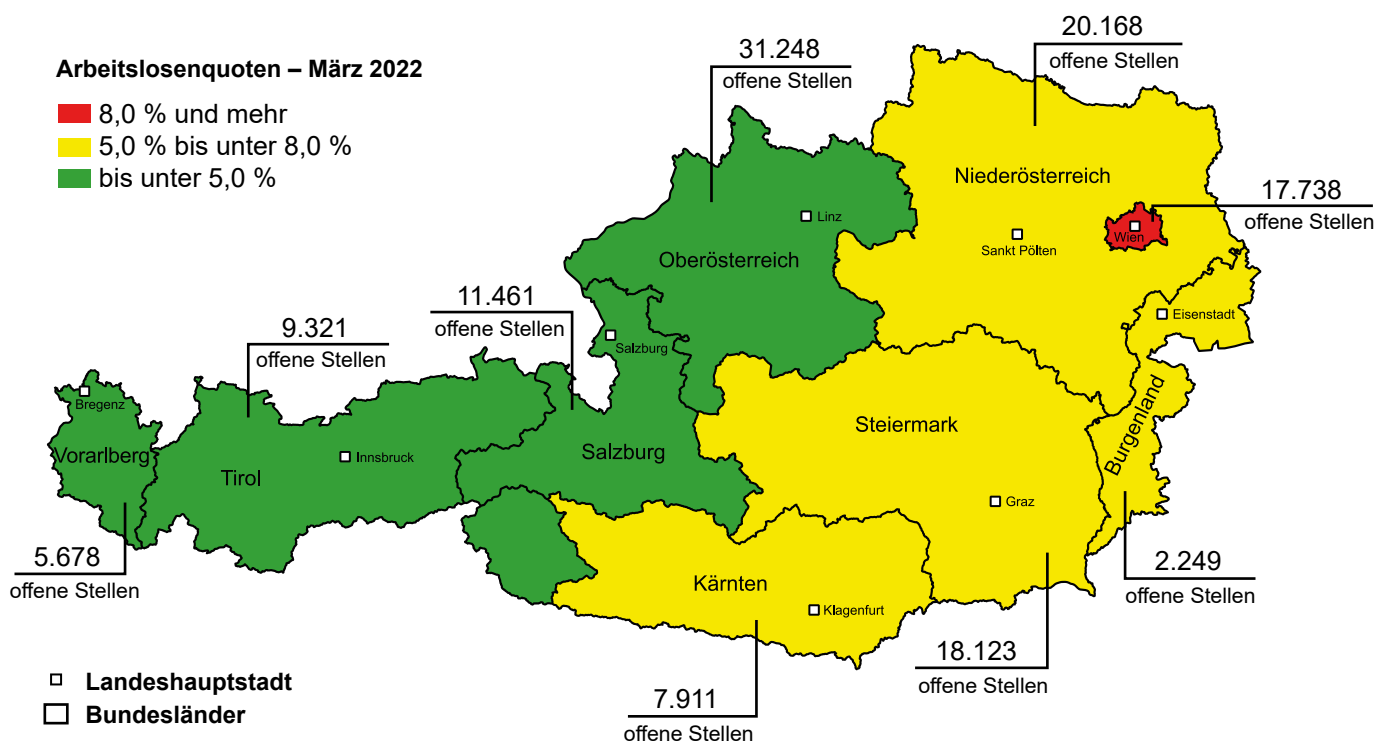 Arbeitslosenquoten – März 2022
8,0 % und mehr
5,0 % bis unter 8,0 %
bis unter 5,0 %
31.248
offene Stellen
20.168
offene Stellen
17.738
offene Stellen
11.461
offene Stellen
9.321
offene Stellen
5.678
offene Stellen
7.911
offene Stellen
18.123
offene Stellen
2.249
offene Stellen
Niederösterreich
Sankt Pölten
Wien
Linz
Oberösterreich
Eisenstadt
Burgenland
Salzburg
Salzburg
Bregenz
Vorarlberg
Innsbruck
Tirol
Steiermark
Graz
Kärnten
Klagenfurt
Landeshauptstadt
Bundesländer